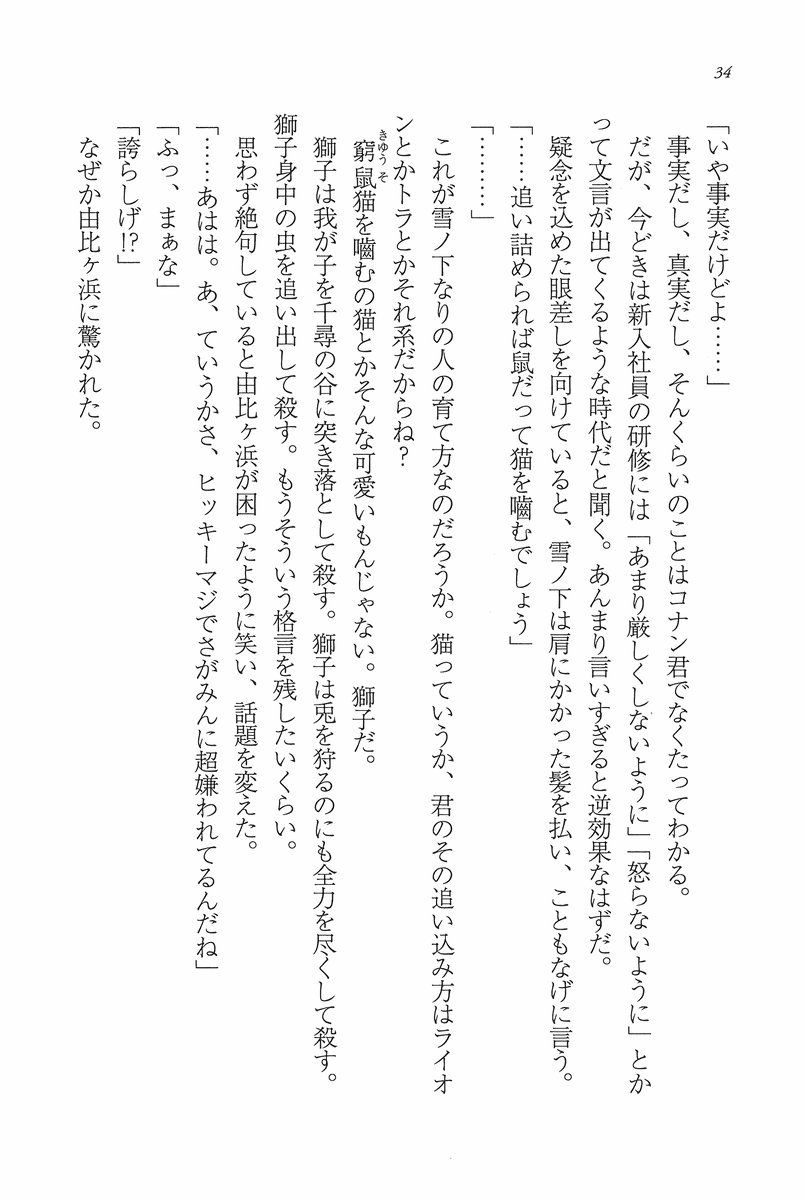 34
「いや事実だけどよ……」
事実だし、真実だし、そんくらいのことはコナン君でなくたってわかる。
だが、今どきは新入社員の研修には「あまり厳しくしないように」「怒らないように」とか
って文言が出てくるような時代だと聞く。あんまり言いすぎると逆効果なはずだ。
疑念を込めた眼差しを向けていると、雪ノ下は肩にかかった髪を払い、こともなげに言う。
「……追い詰められれば鼠だって猫を嚙むでしょう」
「………」
これが雪ノ下なりの人の育て方なのだろうか。猫っていうか、君のその追い込み方はライオ
ンとかトラとかそれ系だからね？
きゆうそ
窮鼠猫を嚙むの猫とかそんな可愛いもんじゃない。獅子だ。
獅子は我が子を千尋の谷に突き落として殺す。獅子は兎を狩るのにも全力を尽くして殺す。
獅子身中の虫を追い出して殺す。もうそういう格言を残したいくらい。
思わず絶句していると由比ヶ浜が困ったように笑い、話題を変えた。
「……あはは。あ、ていうかさ、ヒッキーマジでさがみんに超嫌われてるんだね」
「ふっ、まぁな」
「誇らしげ!?」
なぜか由比ヶ浜に驚かれた。